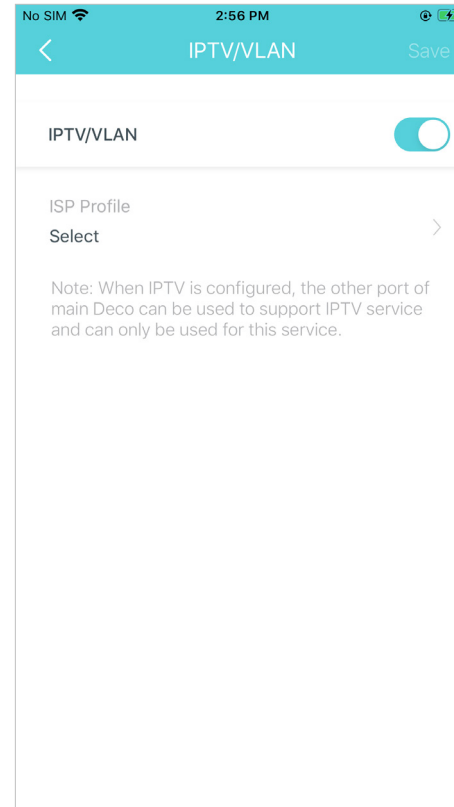 No SIM 2:56 PM
IPTV/VLAN Save
IPTV/VLAN
ISP Profile
Select
Note: When IPTV is configured, the other port of
main Deco can be used to support IPTV service
and can only be used for this service.